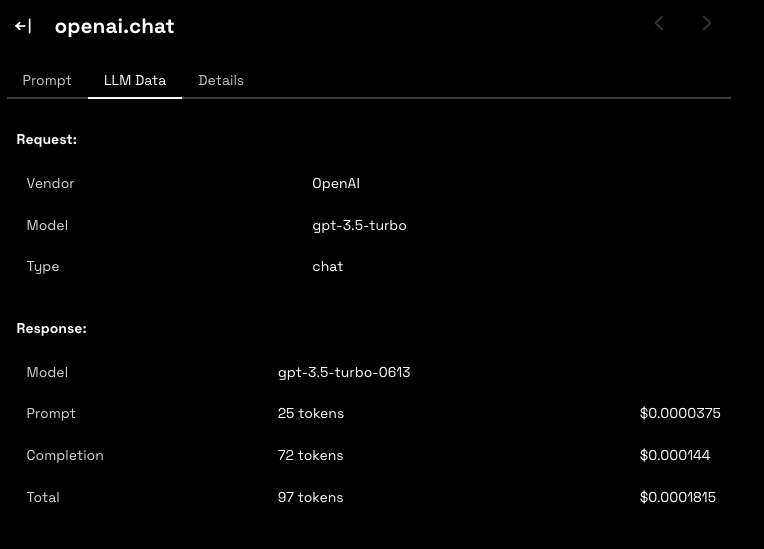 openai.chat
Prompt LLM Data Details
Request:
Vendor OpenAI
Model gpt-3.5-turbo
Type chat
Response:
Model gpt-3.5-turbo-0613
Prompt 25 tokens $0.0000375
Completion 72 tokens $0.000144
Total 97 tokens $0.0001815